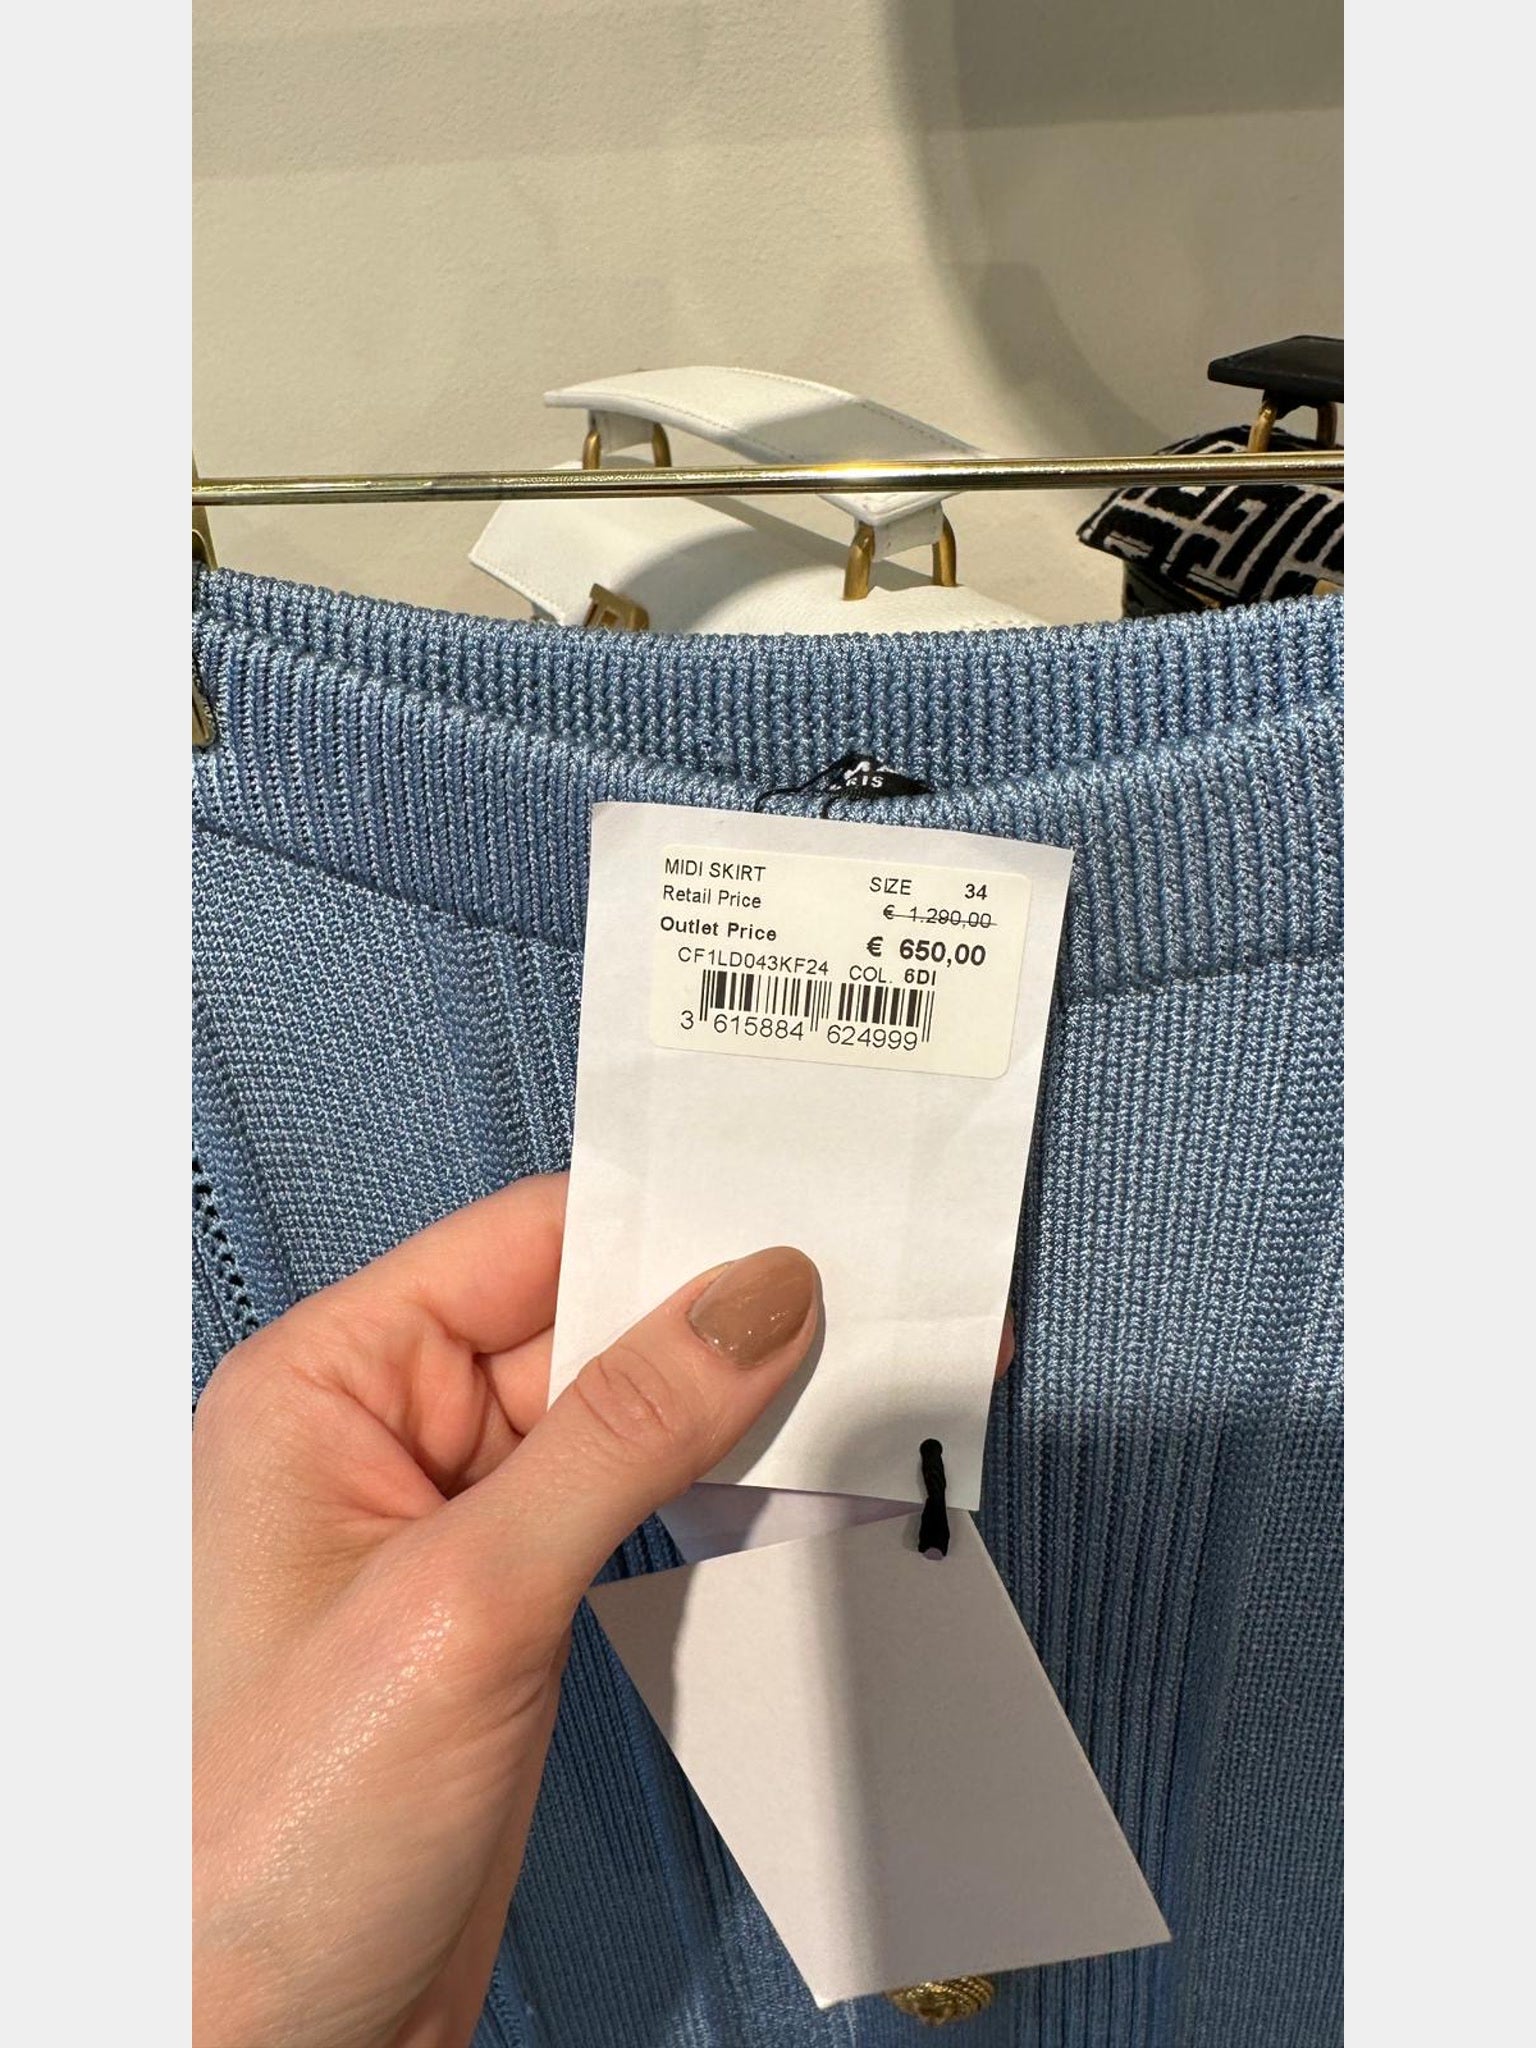 RIS
MIDI SKIRT SIZE 34
Retail Price € 1.290,00
Outlet Price € 650,00
CF1LD043KF24 COL. 6DI
3 615884 624999